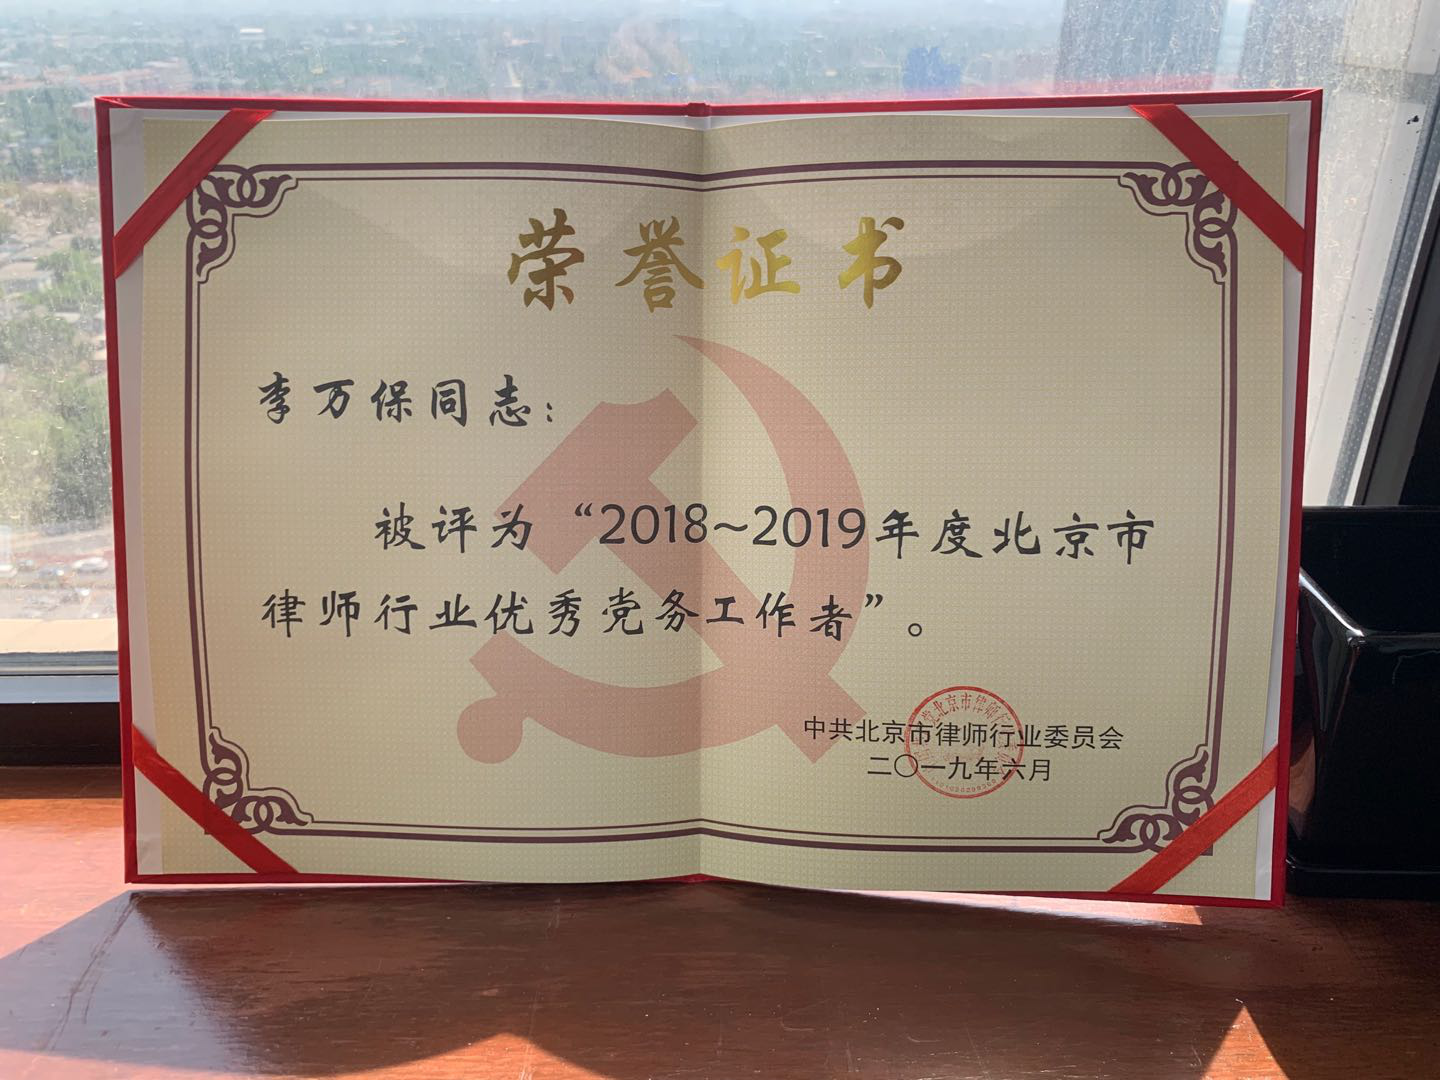 荣誉证书
李万保同志：
被评为“2018~2019年度北京市
律师行业优秀党务工作者”。
中共北京市律师行业委员会
二〇一九年六月